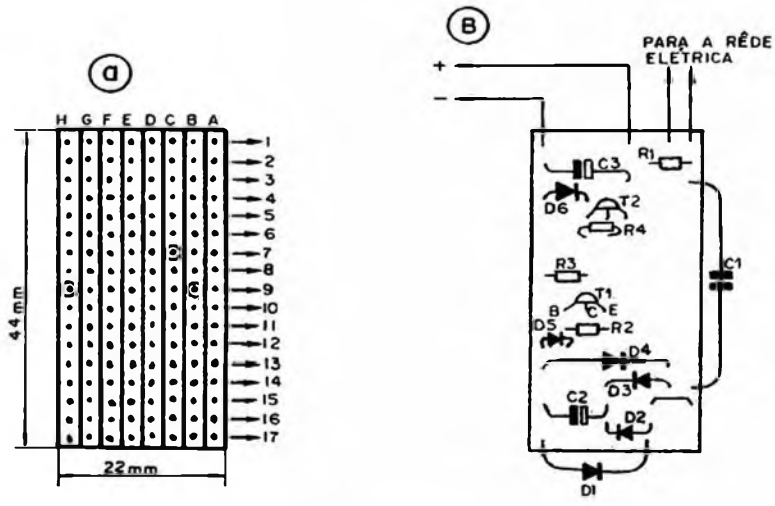 a
H G F E D C B A
1
2
3
4
5
6
7
8
9
10
11
12
13
14
15
16
17
44mm
22mm
B
PARA A RÊDE
ELÉTRICA
+
−
C3
R1
D6
T2
R4
C1
R3
T1
B C E
D5
R2
D4
D3
C2
D2
D1